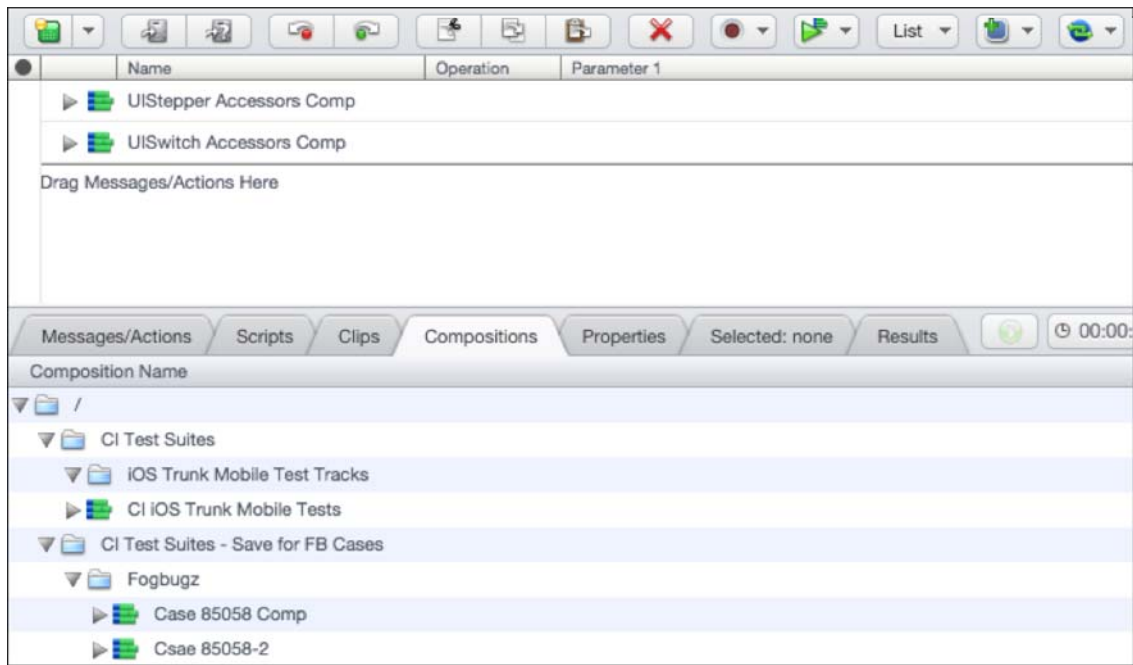 List
Name Operation Parameter 1
UIStepper Accessors Comp
UISwitch Accessors Comp
Drag Messages/Actions Here
Messages/Actions Scripts Clips Compositions Properties Selected: none Results 00:00:
Composition Name
/
CI Test Suites
iOS Trunk Mobile Test Tracks
CI iOS Trunk Mobile Tests
CI Test Suites - Save for FB Cases
Fogbugz
Case 85058 Comp
Csae 85058-2